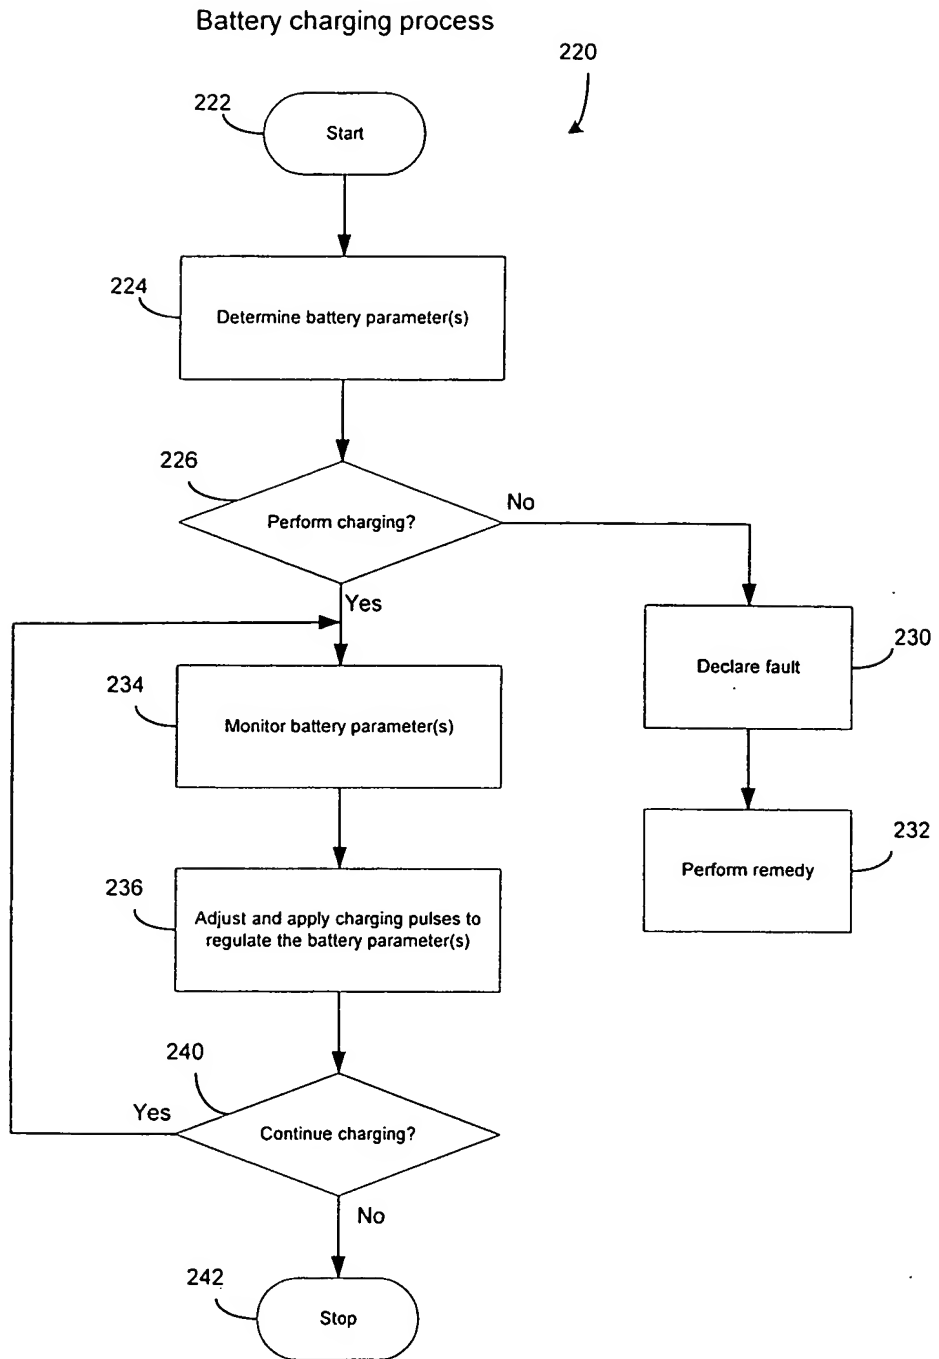 Battery charging process
220
222
Start
224
Determine battery parameter(s)
226
Perform charging?
No
Yes
230
Declare fault
234
Monitor battery parameter(s)
232
Perform remedy
236
Adjust and apply charging pulses to
regulate the battery parameter(s)
240
Yes
Continue charging?
No
242
Stop